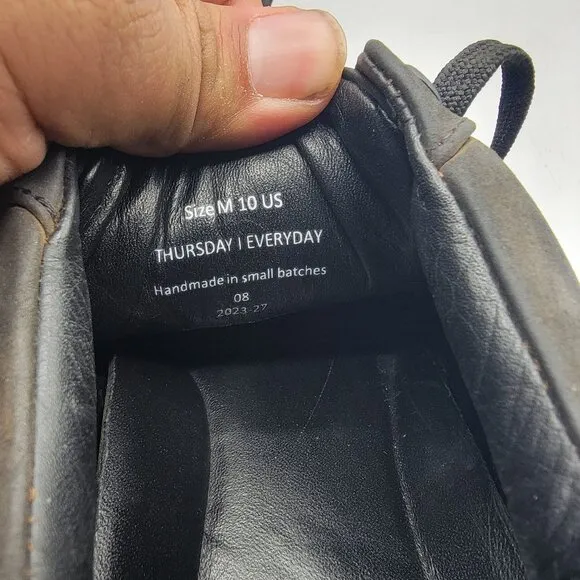 Size M 10 US
THURSDAY | EVERYDAY
Handmade in small batches
08
2023-27